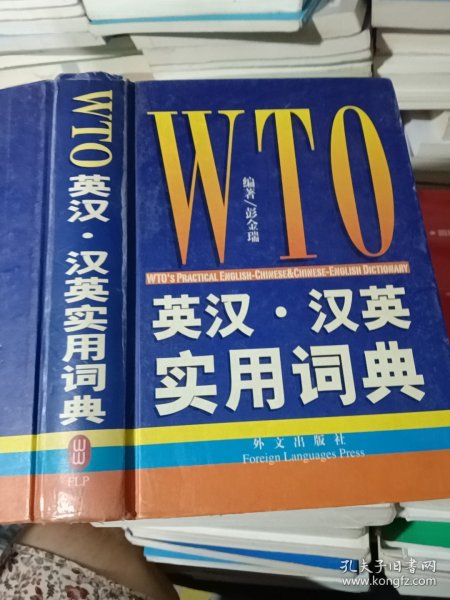 WTO英汉·汉英实用词典
FLP
WTO
编著/彭金瑞
WTO'S PRACTICAL ENGLISH-CHINESE&CHINESE-ENGLISH DICTIONARY
英汉·汉英
实用词典
外文出版社
Foreign Languages Press
孔夫子旧书网
www.kongfz.com